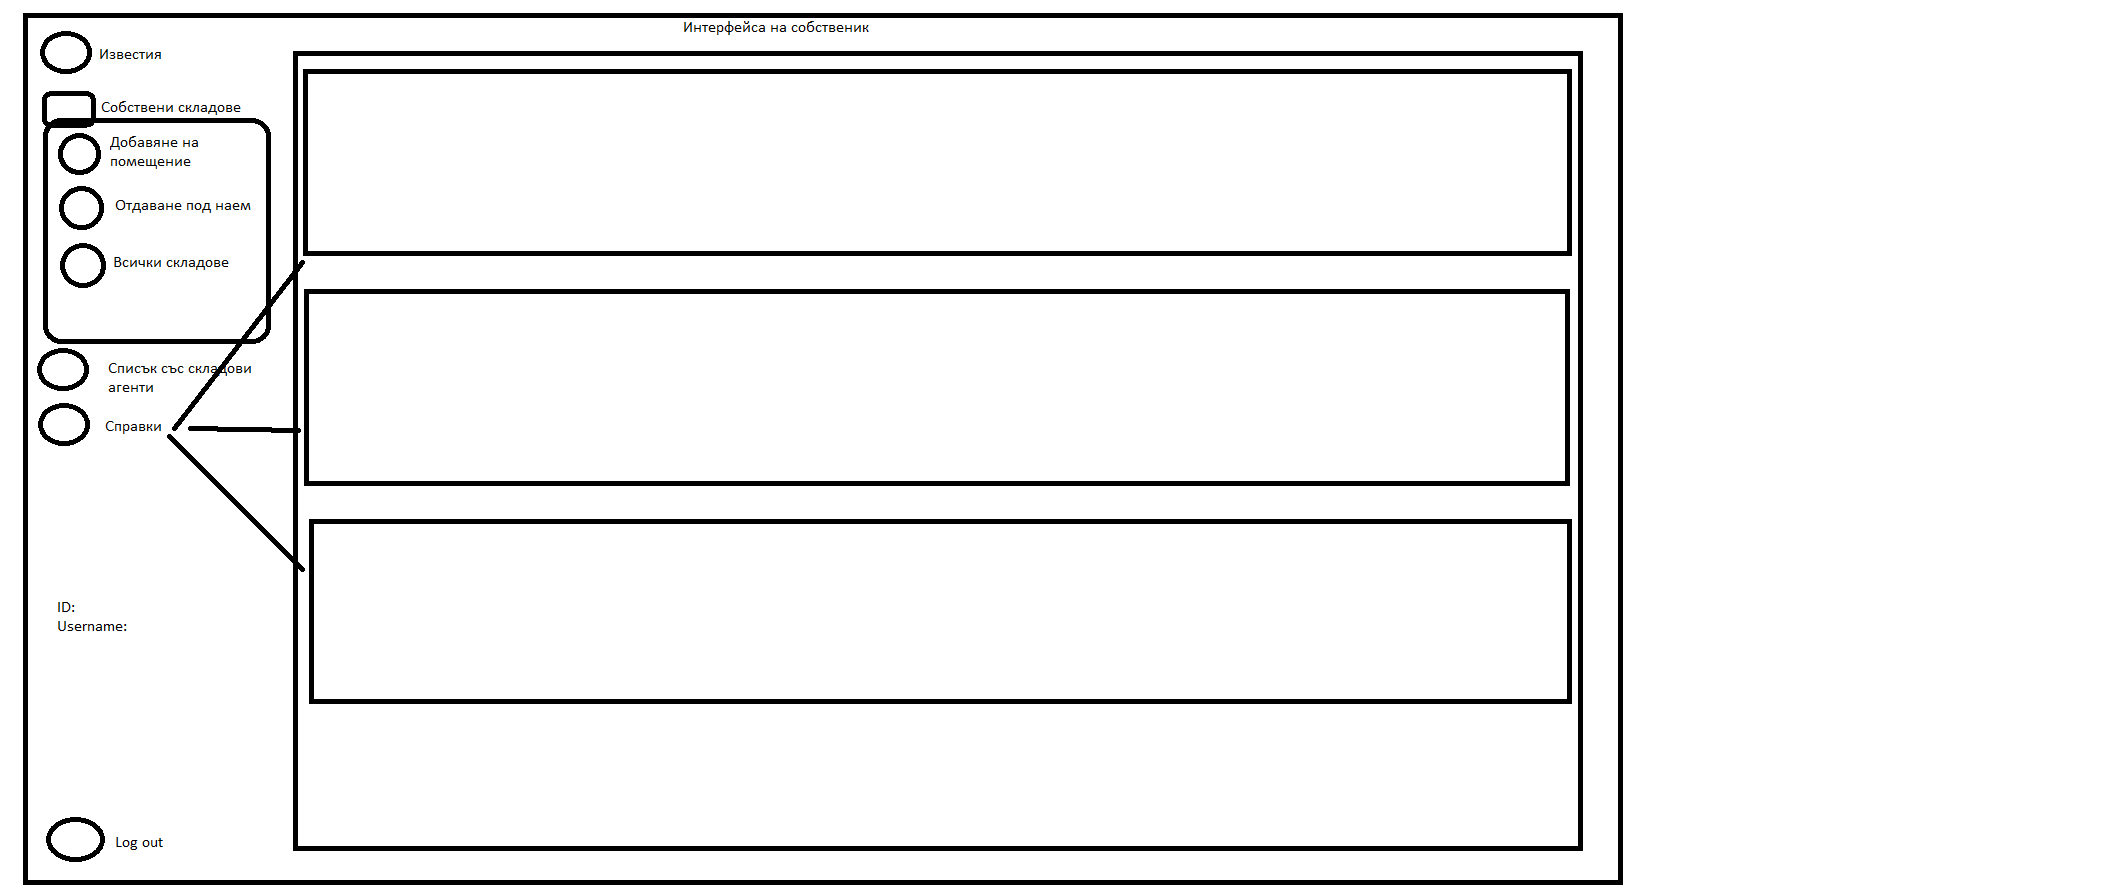 Интерфейса на собственик
Известия
Собствени складове
Добавяне на
помещение
Отдаване под наем
Всички складове
Списък със складови
агенти
Справки
ID:
Username:
Log out